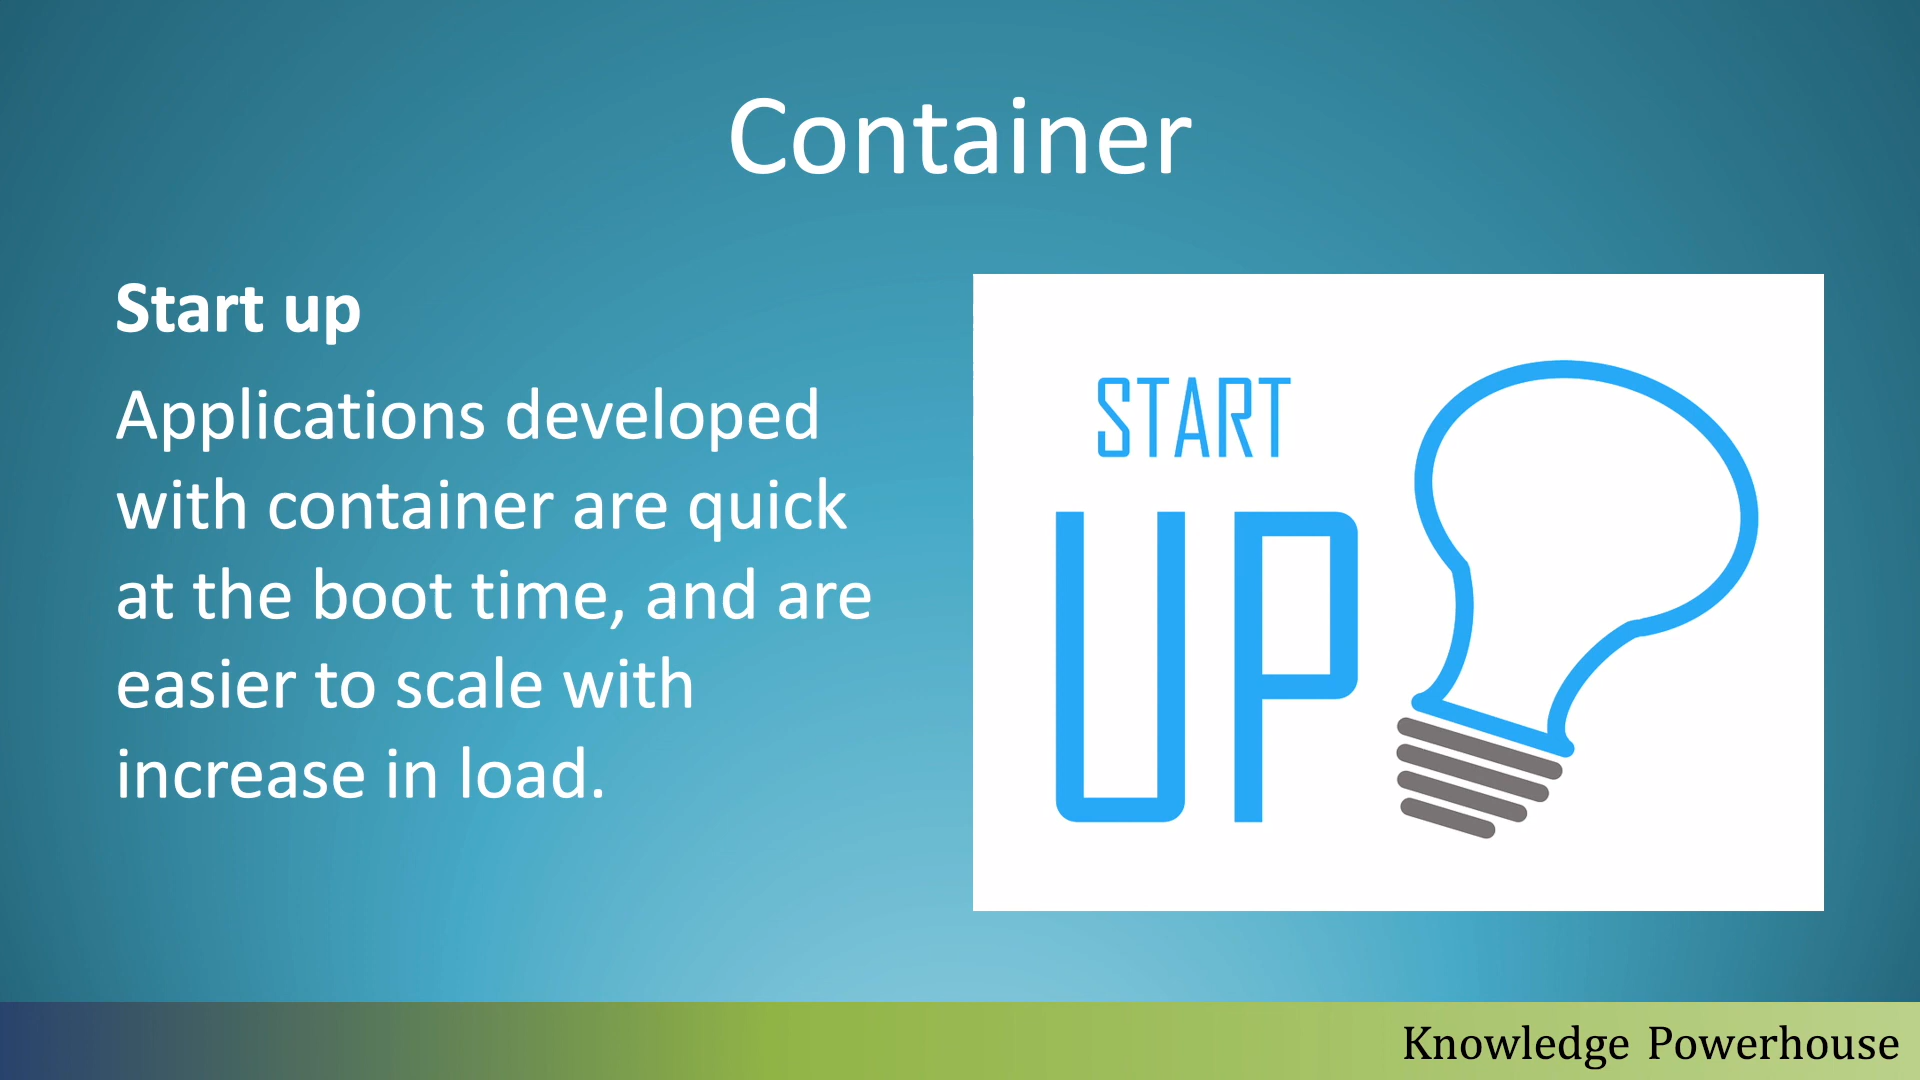 Container
Start up
Applications developed
with container are quick
at the boot time, and are
easier to scale with
increase in load.
START
UP
Knowledge Powerhouse